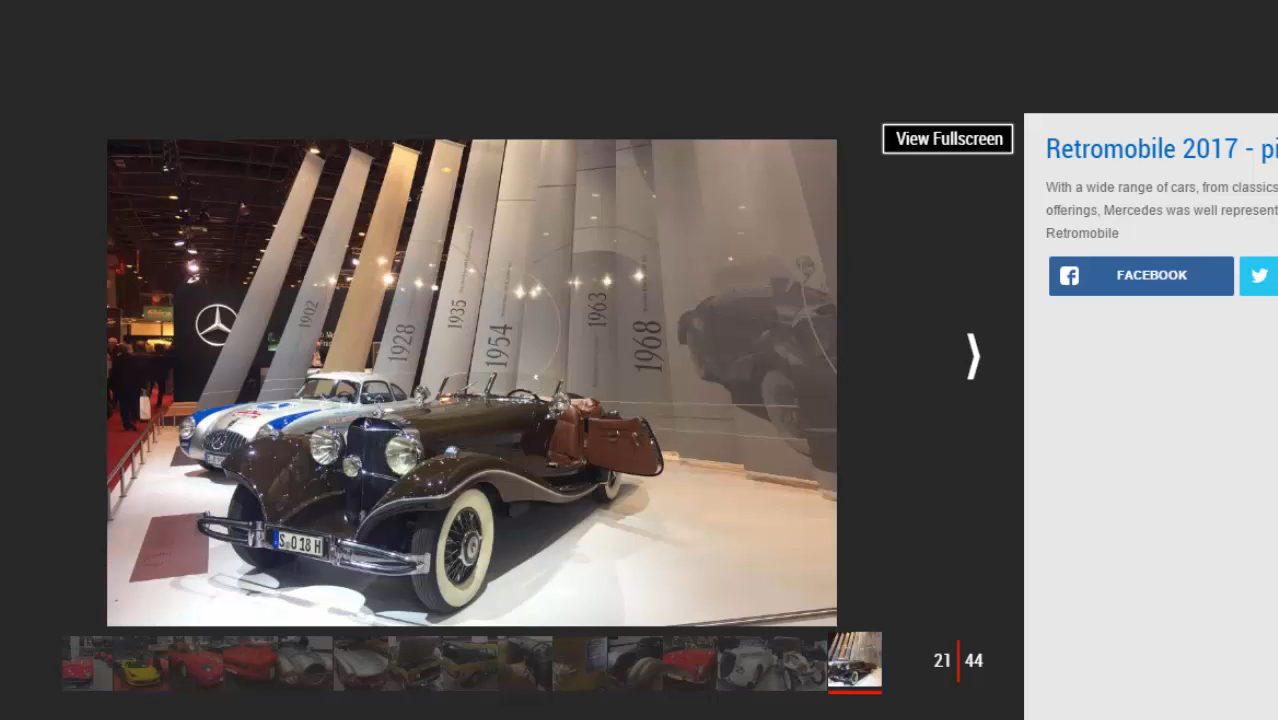 View Fullscreen
Retromobile 2017 - pi
With a wide range of cars, from classics
offerings, Mercedes was well represent
Retromobile
FACEBOOK
1902
1928
1935
1954
1963
1968
S 018 H
21 44